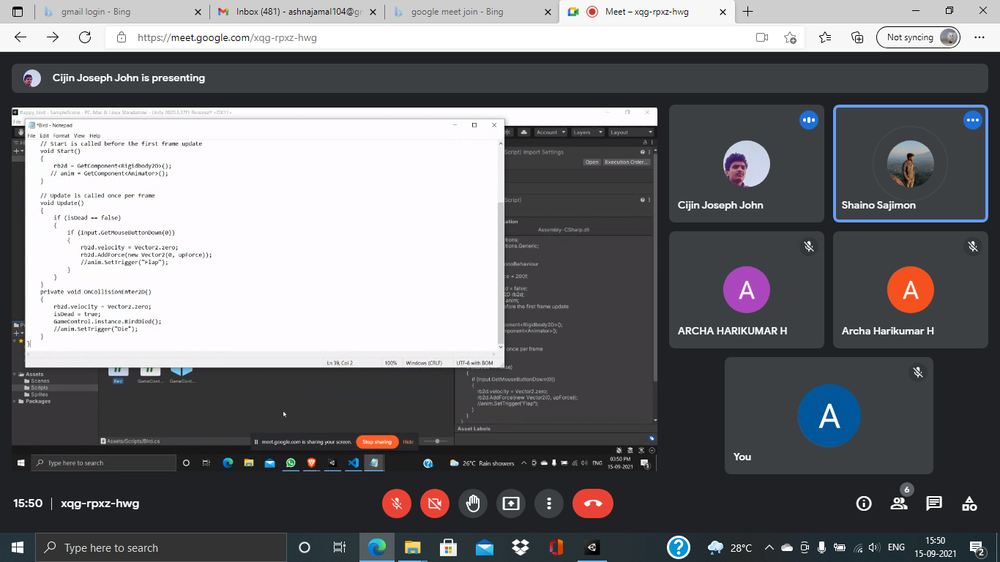 gmail login - Bing
Inbox (481) - ashnajamal104@gr
google meet join - Bing
Meet – xqg-rpxz-hwg
https://meet.google.com/xqg-rpxz-hwg
Not syncing
Cijin Joseph John is presenting
flappy_bird - SampleScene - PC, Mac & Linux Standalone - Unity 2020.3.17f1 Personal* <DX11>
File
*Bird - Notepad
File Edit Format View Help
// Start is called before the first frame update
void Start()
{
rb2d = GetComponent<Rigidbody2D>();
// anim = GetComponent<Animator>();
}
// Update is called once per frame
void Update()
{
if (isDead == false)
{
if (Input.GetMouseButtonDown(0))
{
rb2d.velocity = Vector2.zero;
rb2d.AddForce(new Vector2(0, upForce));
//anim.SetTrigger("Flap");
}
}
}
private void OnCollisionEnter2D()
{
rb2d.velocity = Vector2.zero;
isDead = true;
GameControl.instance.BirdDied();
//anim.SetTrigger("Die");
}
}
Ln 39, Col 2 100% Windows (CRLF) UTF-8 with BOM
Account Layers Layout
Script) Import Settings
Open Execution Order...
Script)
ation
Assembly-CSharp.dll
ctions;
ctions.Generic;
onoBehaviour
ce = 200f;
d = false;
2D rb2d;
anim;
efore the first frame update
ponent<Rigidbody2D>();
omponent<Animator>();
once per frame
{
if (Input.GetMouseButtonDown(0))
{
rb2d.velocity = Vector2.zero;
rb2d.AddForce(new Vector2(0, upForce));
//anim.SetTrigger("Flap");
}
}
}
Asset Labels
Assets
Scenes
Scripts
Sprites
Packages
Bird GameCont... GameCont...
Assets/Scripts/Bird.cs
meet.google.com is sharing your screen. Stop sharing Hide
Type here to search
26°C Rain showers
ENG
03:50 PM
15-09-2021
Cijin Joseph John
Shaino Sajimon
A
ARCHA HARIKUMAR H
A
Archa Harikumar H
A
You
15:50 | xqg-rpxz-hwg
6
Type here to search
28°C
ENG
15:50
15-09-2021
2